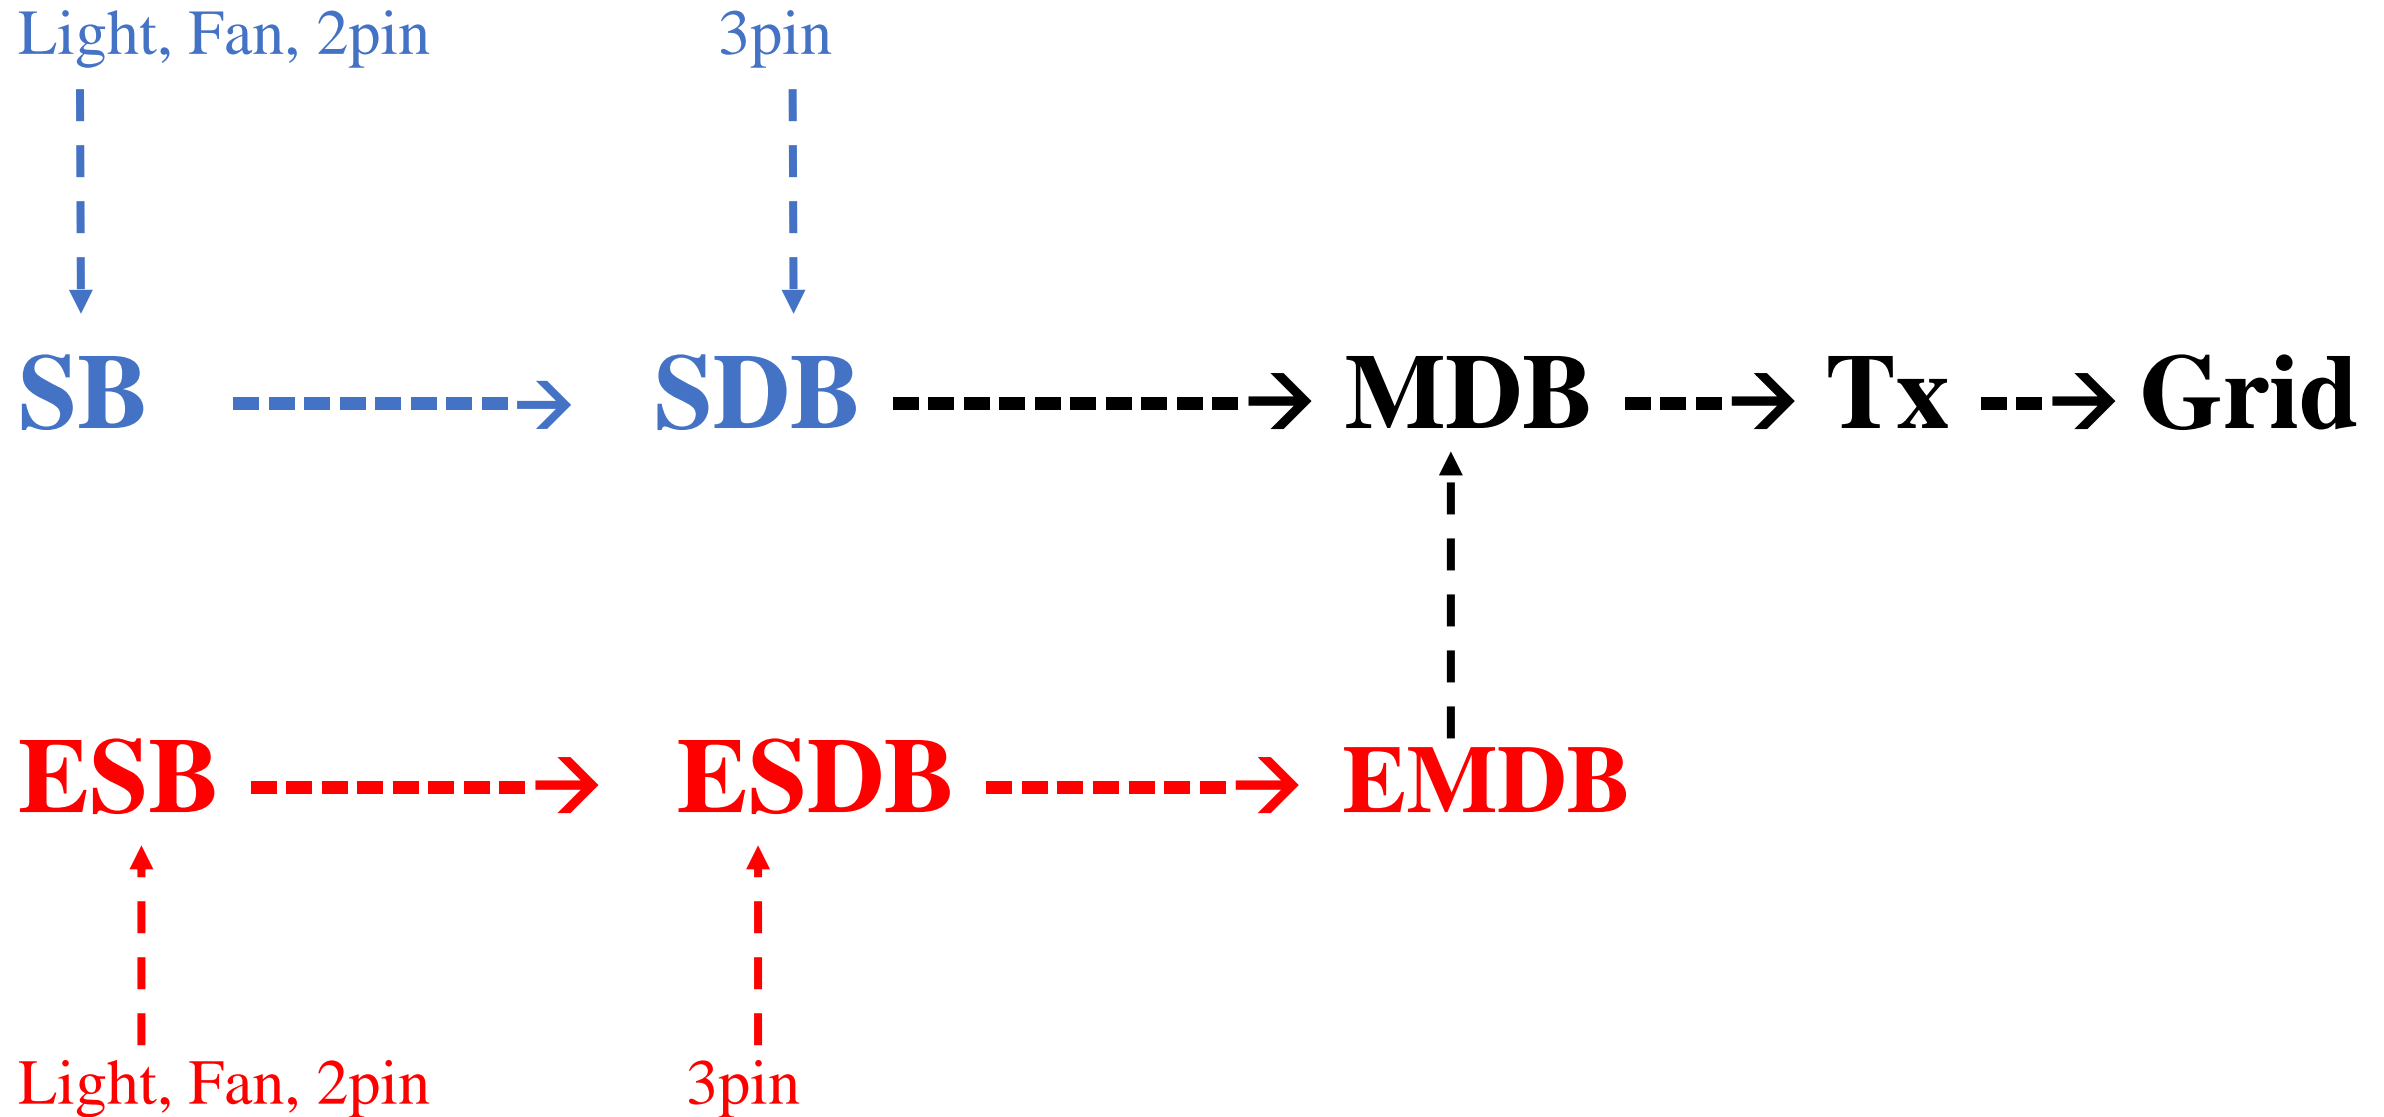 Light, Fan, 2pin 3pin
SB SDB MDB Tx Grid
ESB ESDB EMDB
Light, Fan, 2pin 3pin